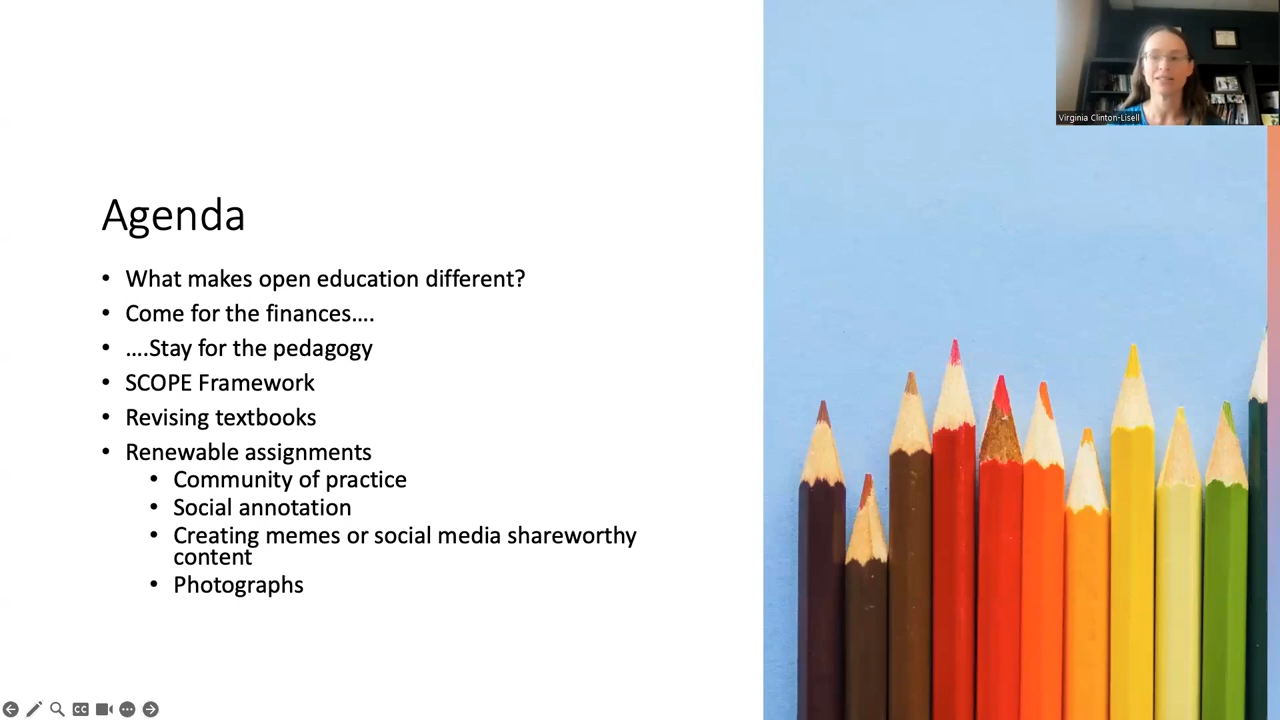 Virginia Clinton-Lisell
Agenda
• What makes open education different?
• Come for the finances....
• ....Stay for the pedagogy
• SCOPE Framework
• Revising textbooks
• Renewable assignments
• Community of practice
• Social annotation
• Creating memes or social media shareworthy
content
• Photographs
CC